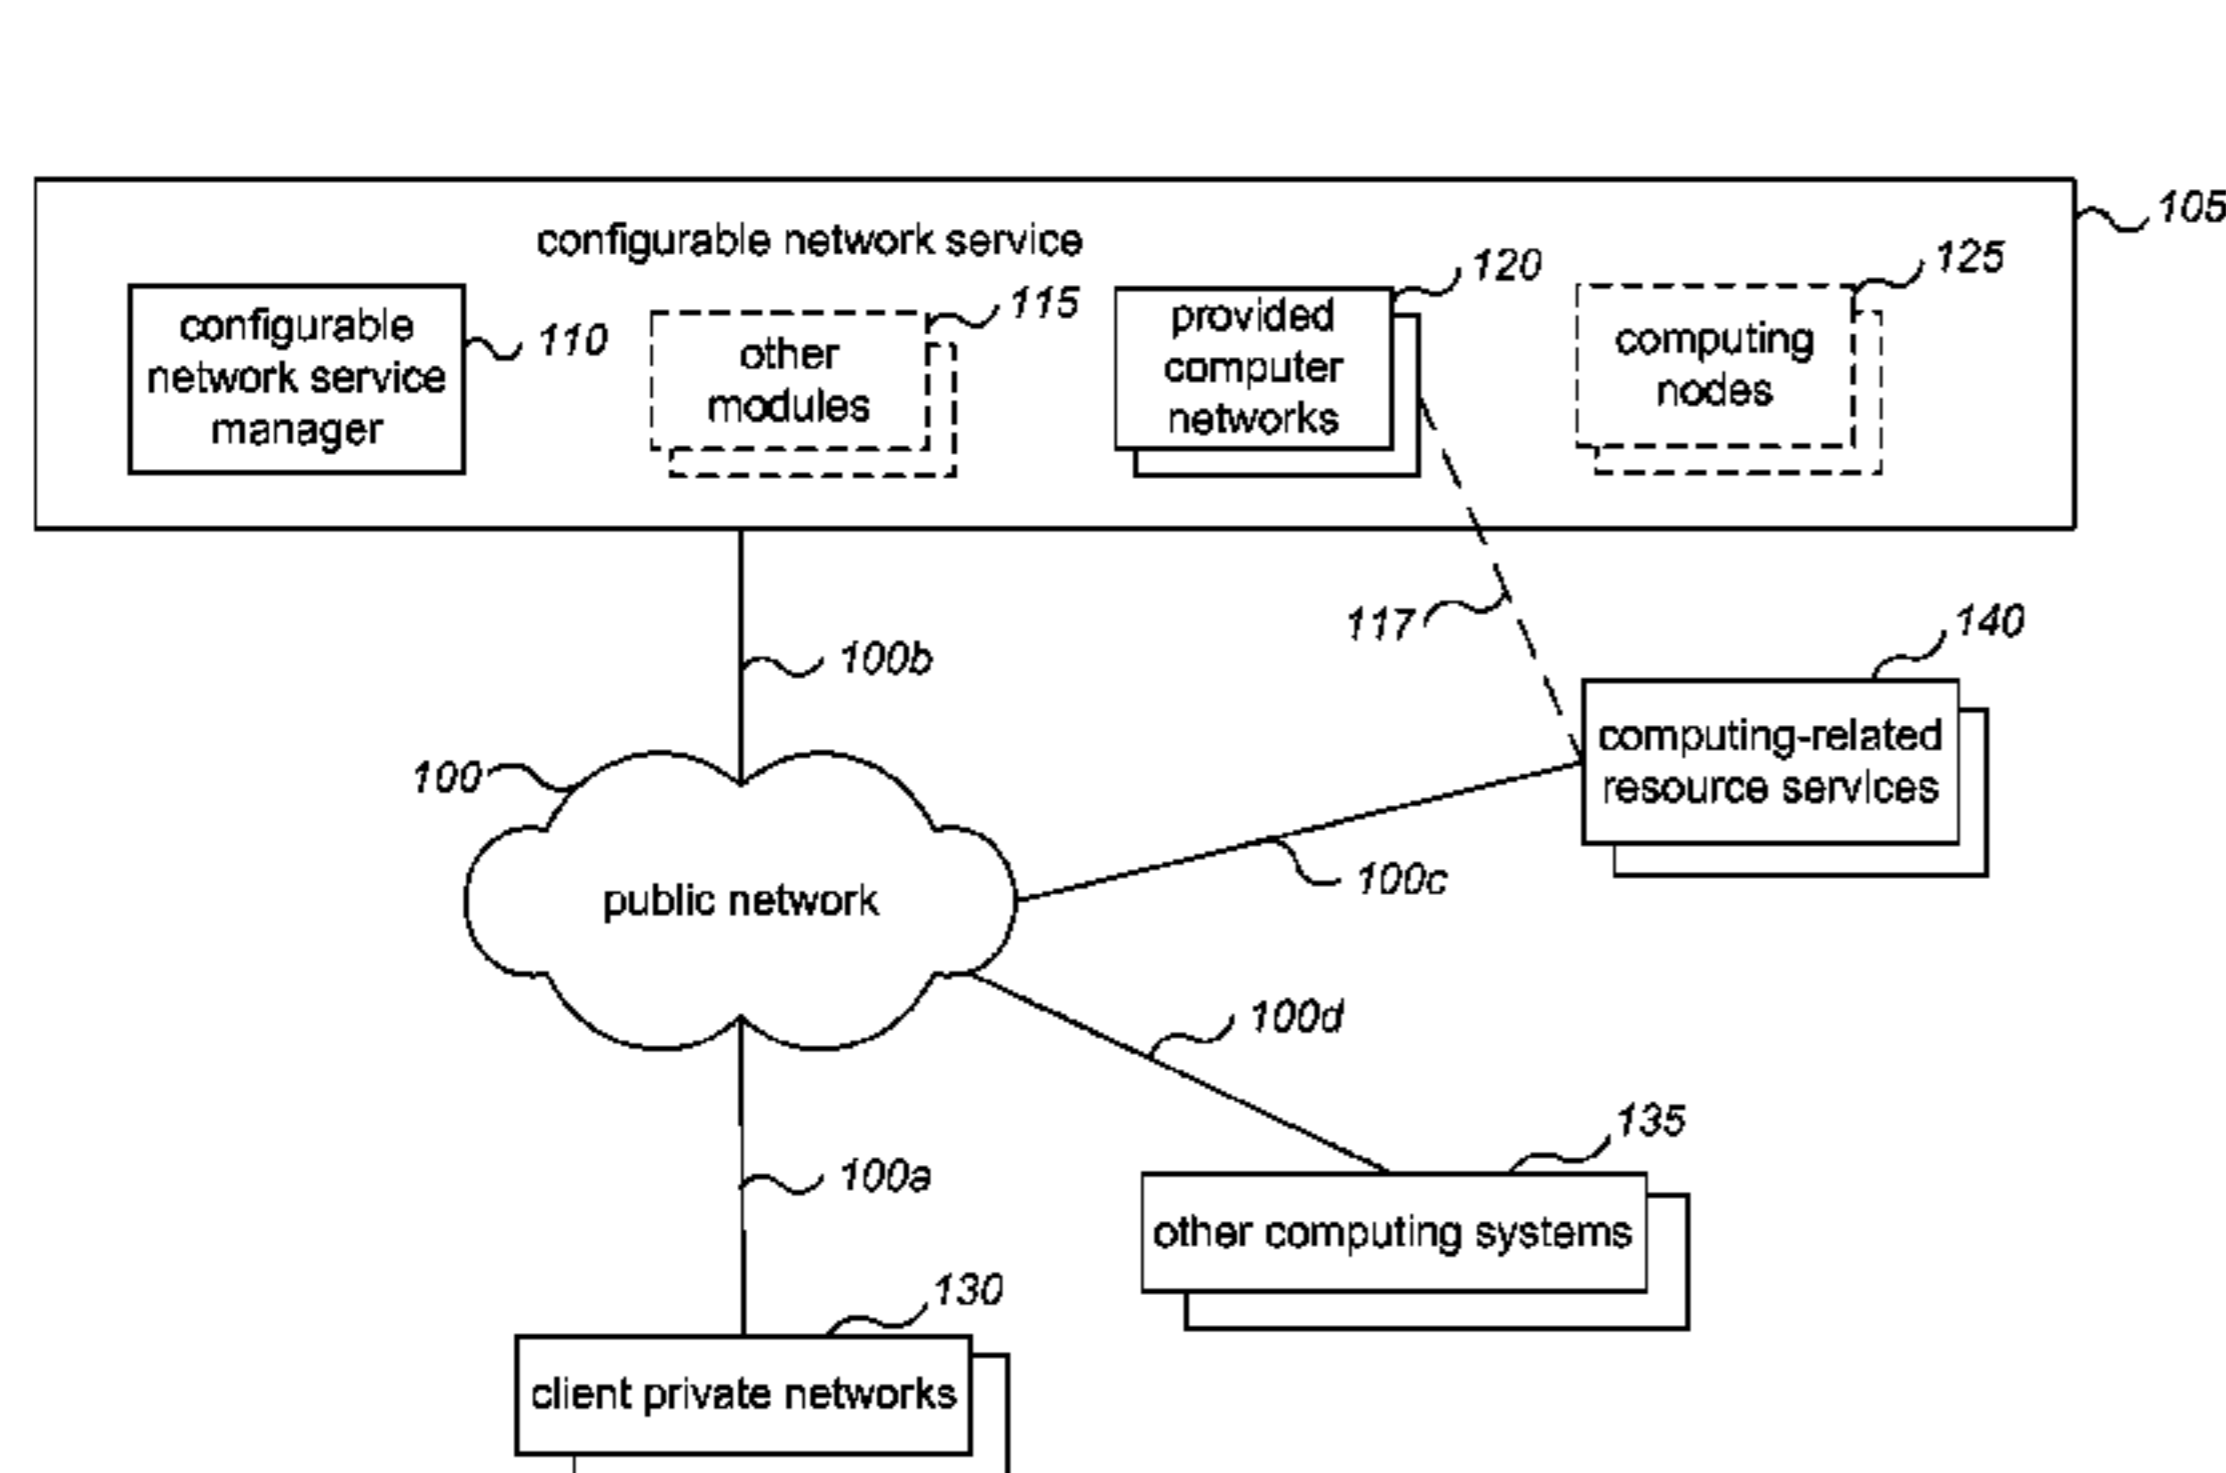 105
configurable network service
120
125
115
configurable
network service
manager
110
other
modules
provided
computer
networks
computing
nodes
117
140
100b
computing-related
resource services
100
public network
100c
100d
135
100a
other computing systems
130
client private networks